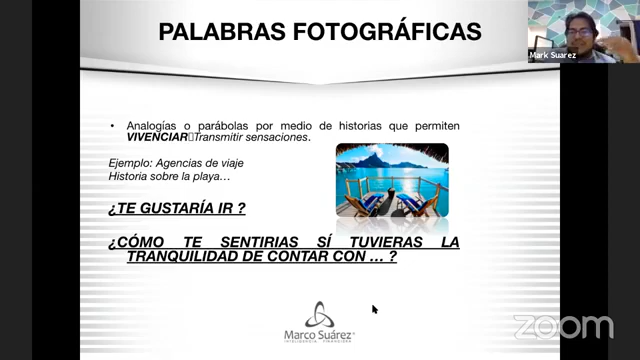 PALABRAS FOTOGRÁFICAS
Mark Suarez
• Analogías o parábolas por medio de historias que permiten
VIVENCIAR Transmitir sensaciones.
Ejemplo: Agencias de viaje
Historia sobre la playa…
¿TE GUSTARÍA IR ?
¿CÓMO TE SENTIRIAS SÍ TUVIERAS LA
TRANQUILIDAD DE CONTAR CON … ?
Marco Suárez®
INTELIGENCIA FINANCIERA
zoom